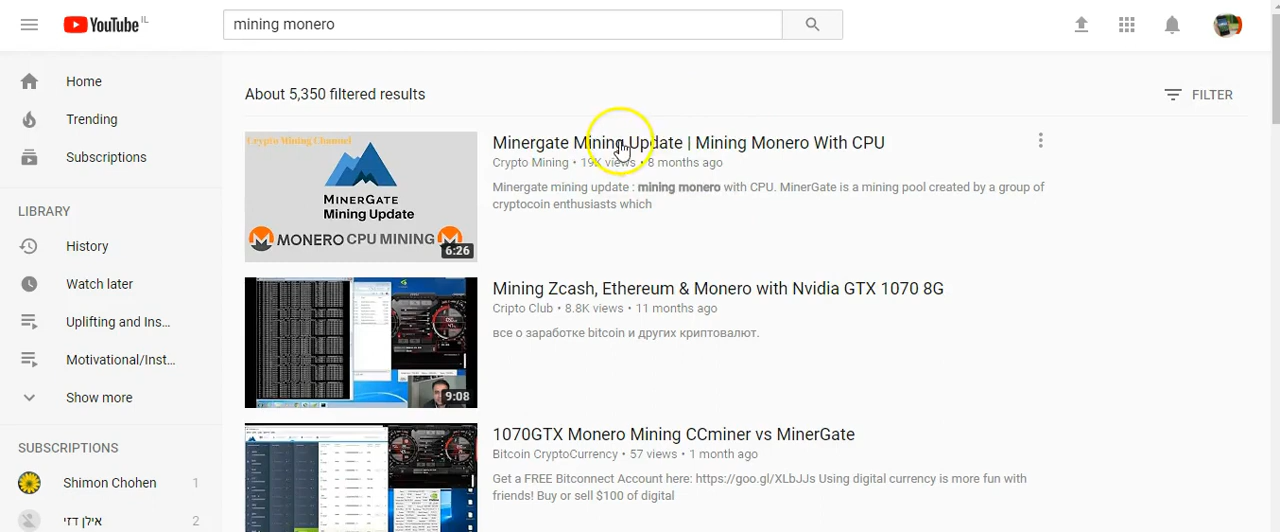 YouTube IL
mining monero
Home
Trending
Subscriptions
LIBRARY
History
Watch later
Uplifting and Ins...
Motivational/Inst...
Show more
SUBSCRIPTIONS
Shimon Chohen 1
אילן רדי 2
About 5,350 filtered results
FILTER
Crypto Mining Channel
MINERGATE
Mining Update
MONERO CPU MINING
6:26
Minergate Mining Update | Mining Monero With CPU
Crypto Mining • 19K views • 8 months ago
Minergate mining update : mining monero with CPU. MinerGate is a mining pool created by a group of
cryptocoin enthusiasts which
9:08
Mining Zcash, Ethereum & Monero with Nvidia GTX 1070 8G
Cripto Club • 8.8K views • 11 months ago
все о заработке bitcoin и других криптовалют.
1070GTX Monero Mining CCminer vs MinerGate
Bitcoin CryptoCurrency • 57 views • 1 month ago
Get a FREE Bitconnect Account here: https://goo.gl/XLbJJs Using digital currency is more fun with
friends! Buy or sell $100 of digital